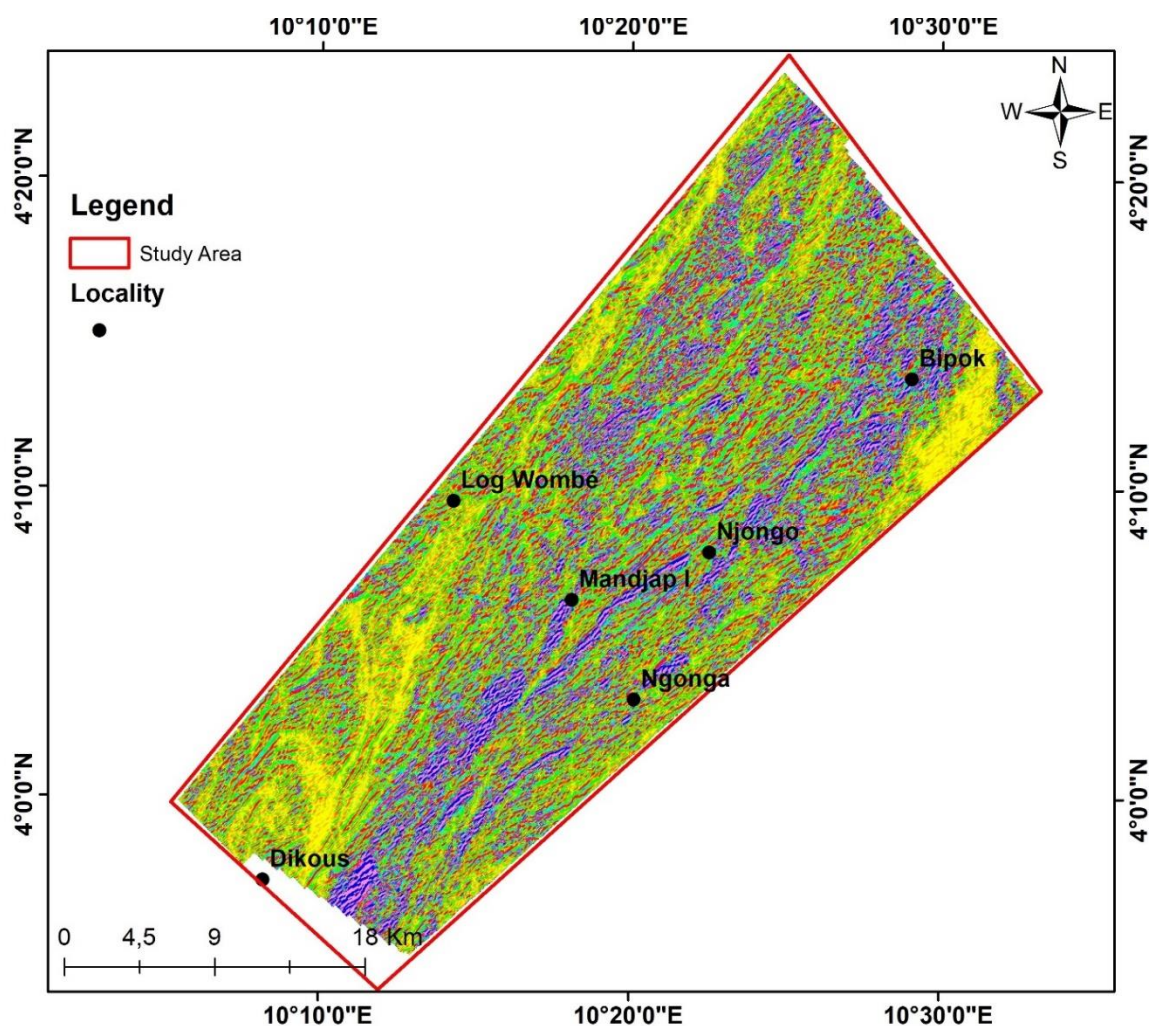 10°10'0"E 10°20'0"E 10°30'0"E
N
W E
S
4°20'0"N
4°20'0"N
Legend
Study Area
Locality
Bipok
4°10'0"N
4°10'0"N
Log Wombé
Njongo
Mandjap I
Ngonga
4°0'0"N
4°0'0"N
Dikous
0 4,5 9 18 Km
10°10'0"E 10°20'0"E 10°30'0"E